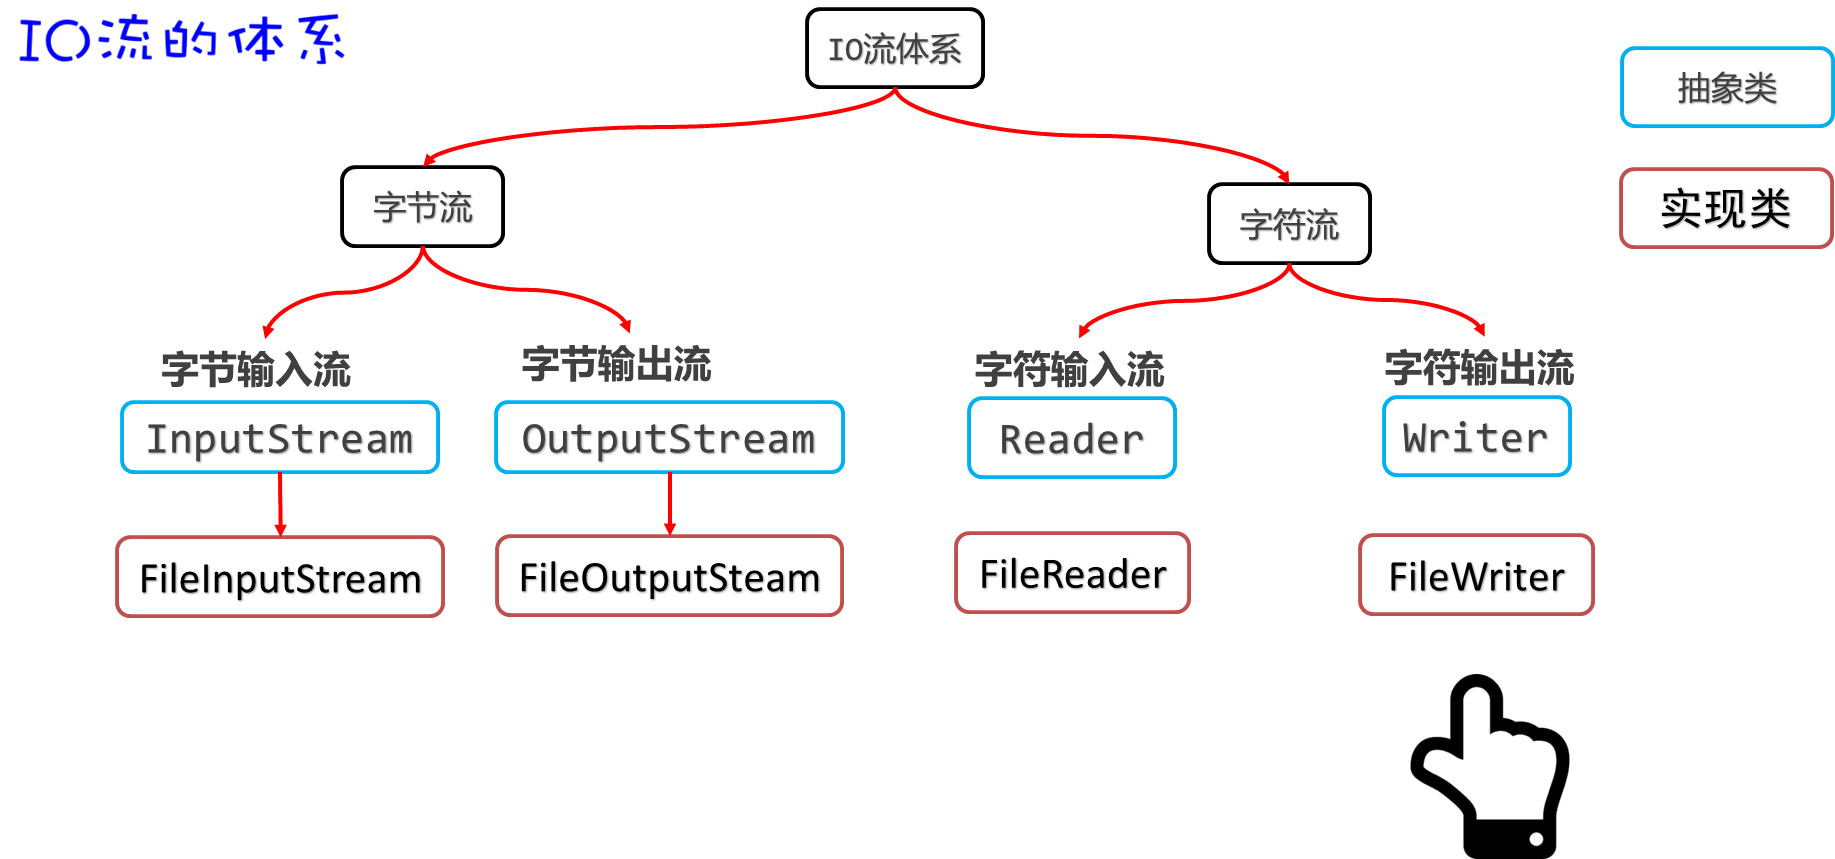 IO流的体系
IO流体系
抽象类
实现类
字节流
字符流
字节输入流
字节输出流
字符输入流
字符输出流
InputStream
OutputStream
Reader
Writer
FileInputStream
FileOutputSteam
FileReader
FileWriter